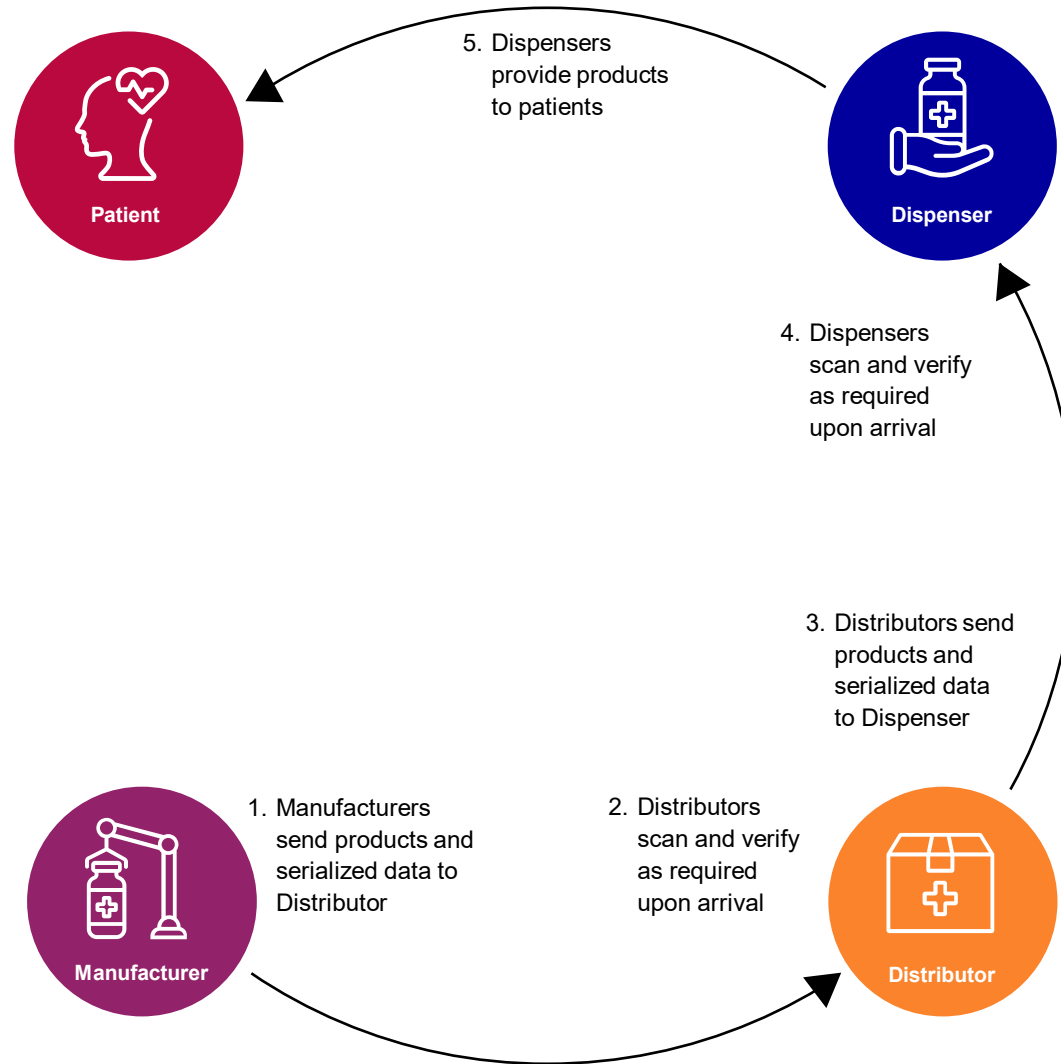 5. Dispensers
provide products
to patients
Patient
Dispenser
4. Dispensers
scan and verify
as required
upon arrival
3. Distributors send
products and
serialized data
to Dispenser
1. Manufacturers
send products and
serialized data to
Distributor
2. Distributors
scan and verify
as required
upon arrival
Manufacturer
Distributor